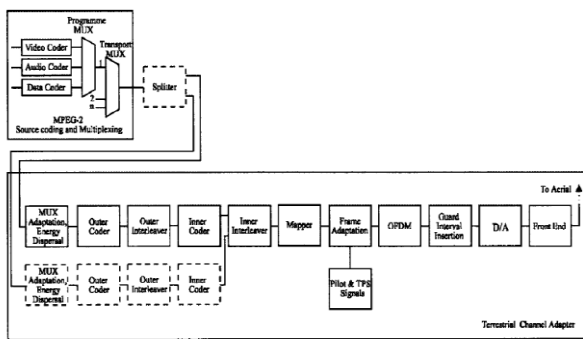 Programme
MUX
Video Coder
Audio Coder
Data Coder
1
Transport
MUX
2
n
MPEG-2
Source coding and Multiplexing
Splitter
To Aerial
MUX
Adaptation,
Energy
Dispersal
Outer
Coder
Outer
Interleaver
Inner
Coder
Inner
Interleaver
Mapper
Frame
Adaptation
OFDM
Guard
Interval
Insertion
D/A
Front End
MUX
Adaptation,
Energy
Dispersal
Outer
Coder
Outer
Interleaver
Inner
Coder
Pilot & TPS
Signals
Terrestrial Channel Adapter